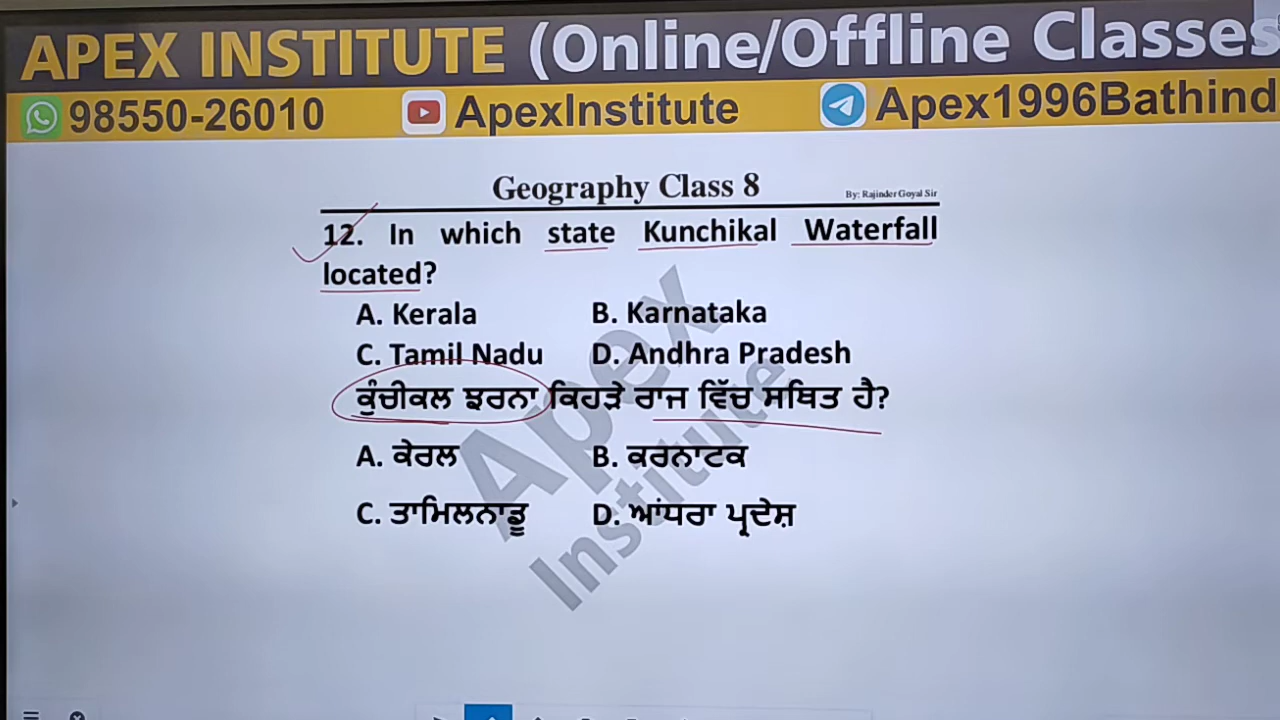 APEX INSTITUTE (Online/Offline Classes
98550-26010 ApexInstitute Apex1996Bathind
Geography Class 8 By: Rajinder Goyal Sir
12. In which state Kunchikal Waterfall
located?
A. Kerala B. Karnataka
C. Tamil Nadu D. Andhra Pradesh
ਕੁੰਚੀਕਲ ਝਰਨਾ ਕਿਹੜੇ ਰਾਜ ਵਿੱਚ ਸਥਿਤ ਹੈ?
A. ਕੇਰਲ B. ਕਰਨਾਟਕ
C. ਤਾਮਿਲਨਾਡੂ D. ਆਂਧਰਾ ਪ੍ਰਦੇਸ਼
Apex
Institute